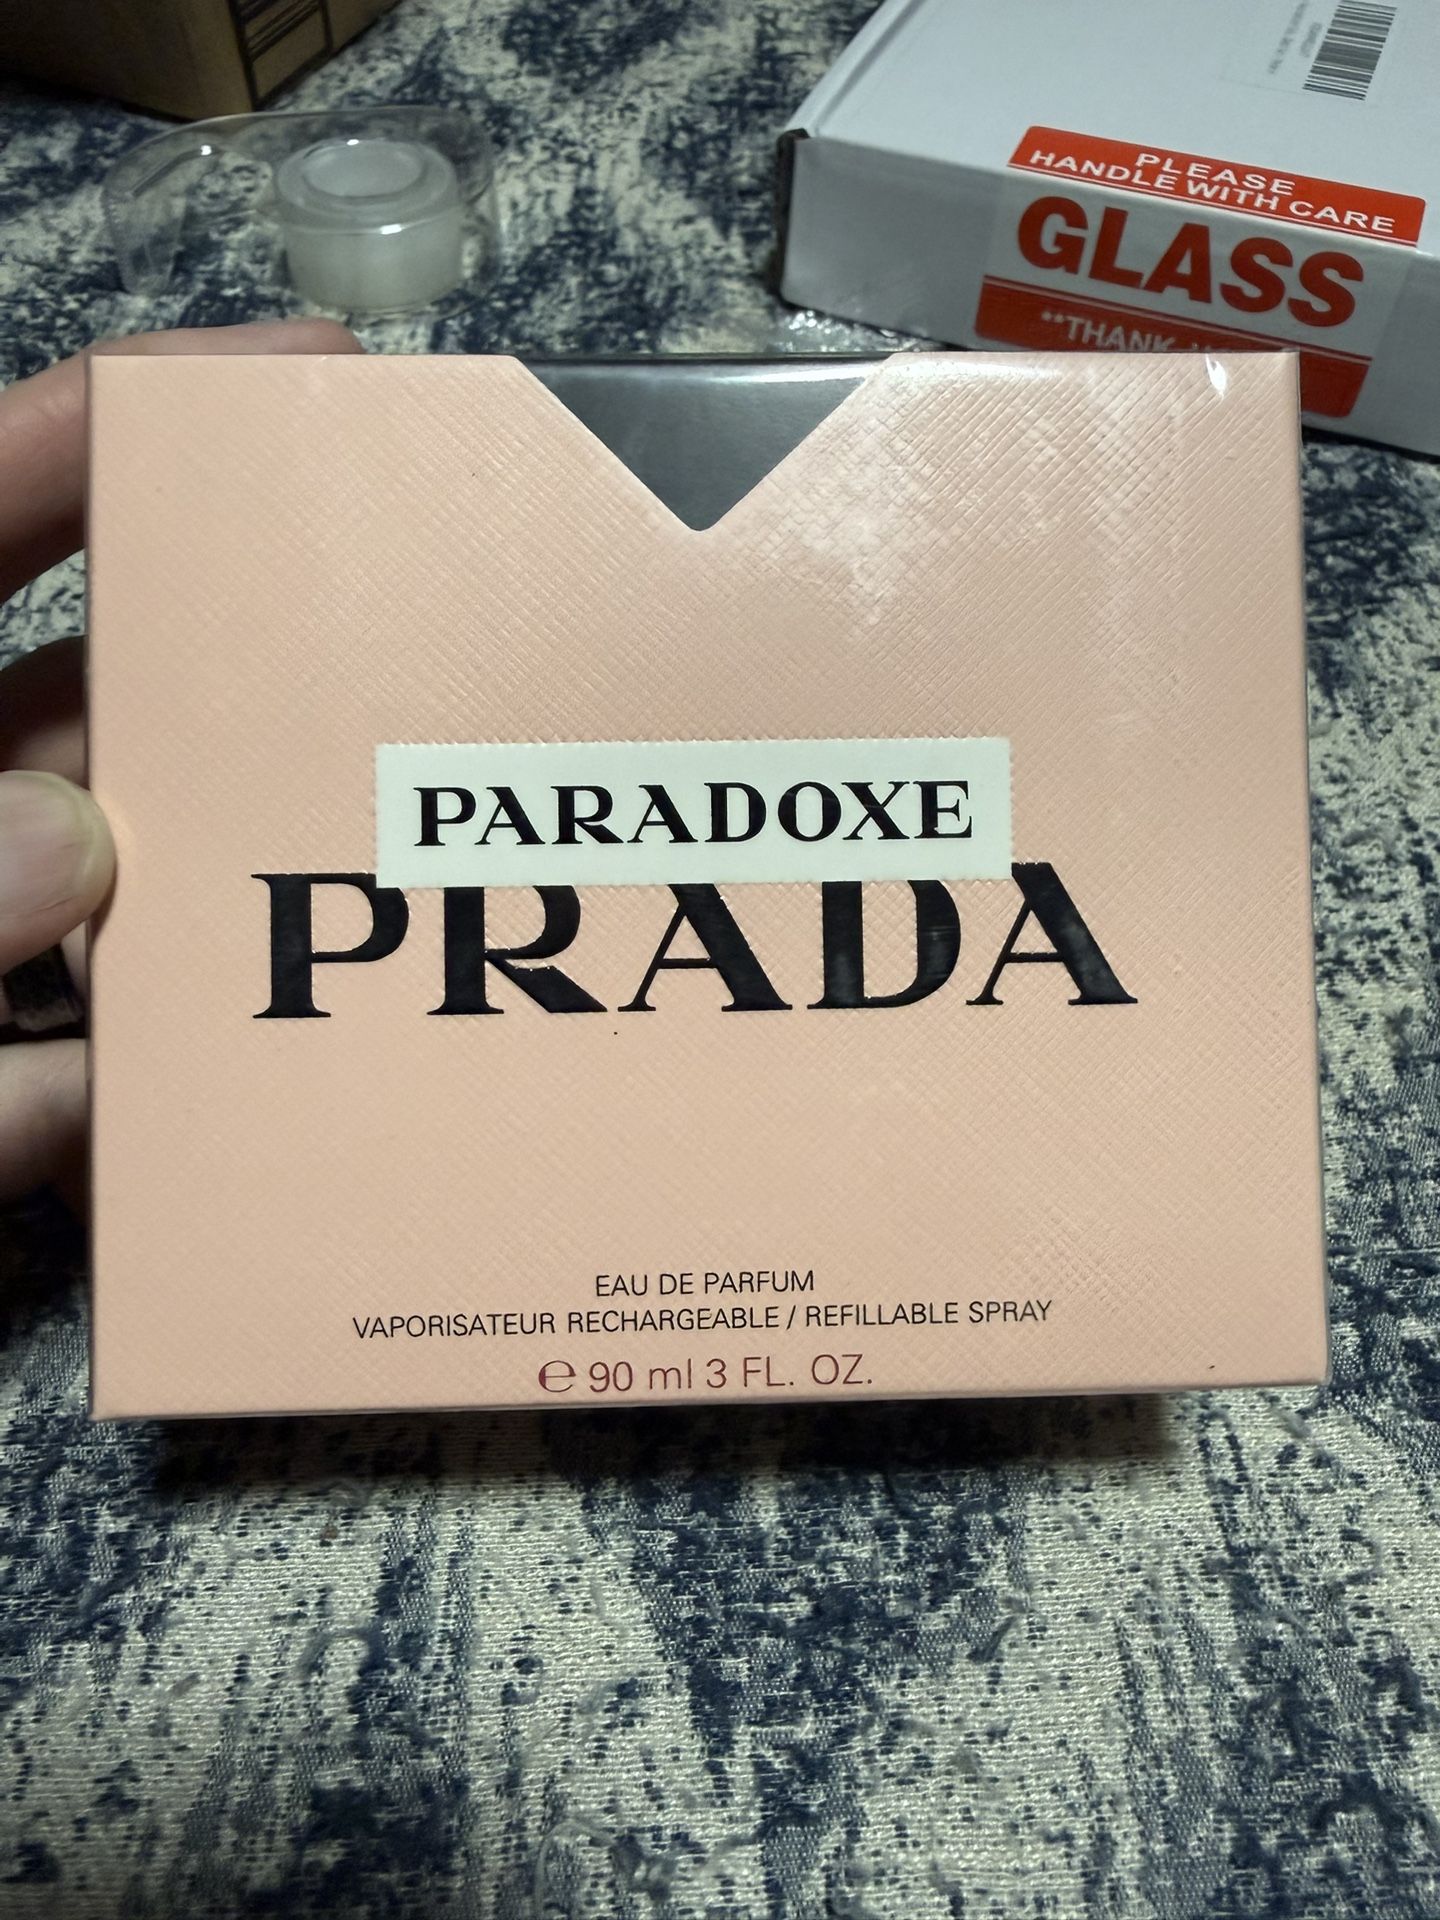 PLEASE
HANDLE WITH CARE
GLASS
**THANK
PARADOXE
PRADA
EAU DE PARFUM
VAPORISATEUR RECHARGEABLE / REFILLABLE SPRAY
℮ 90 ml 3 FL. OZ.